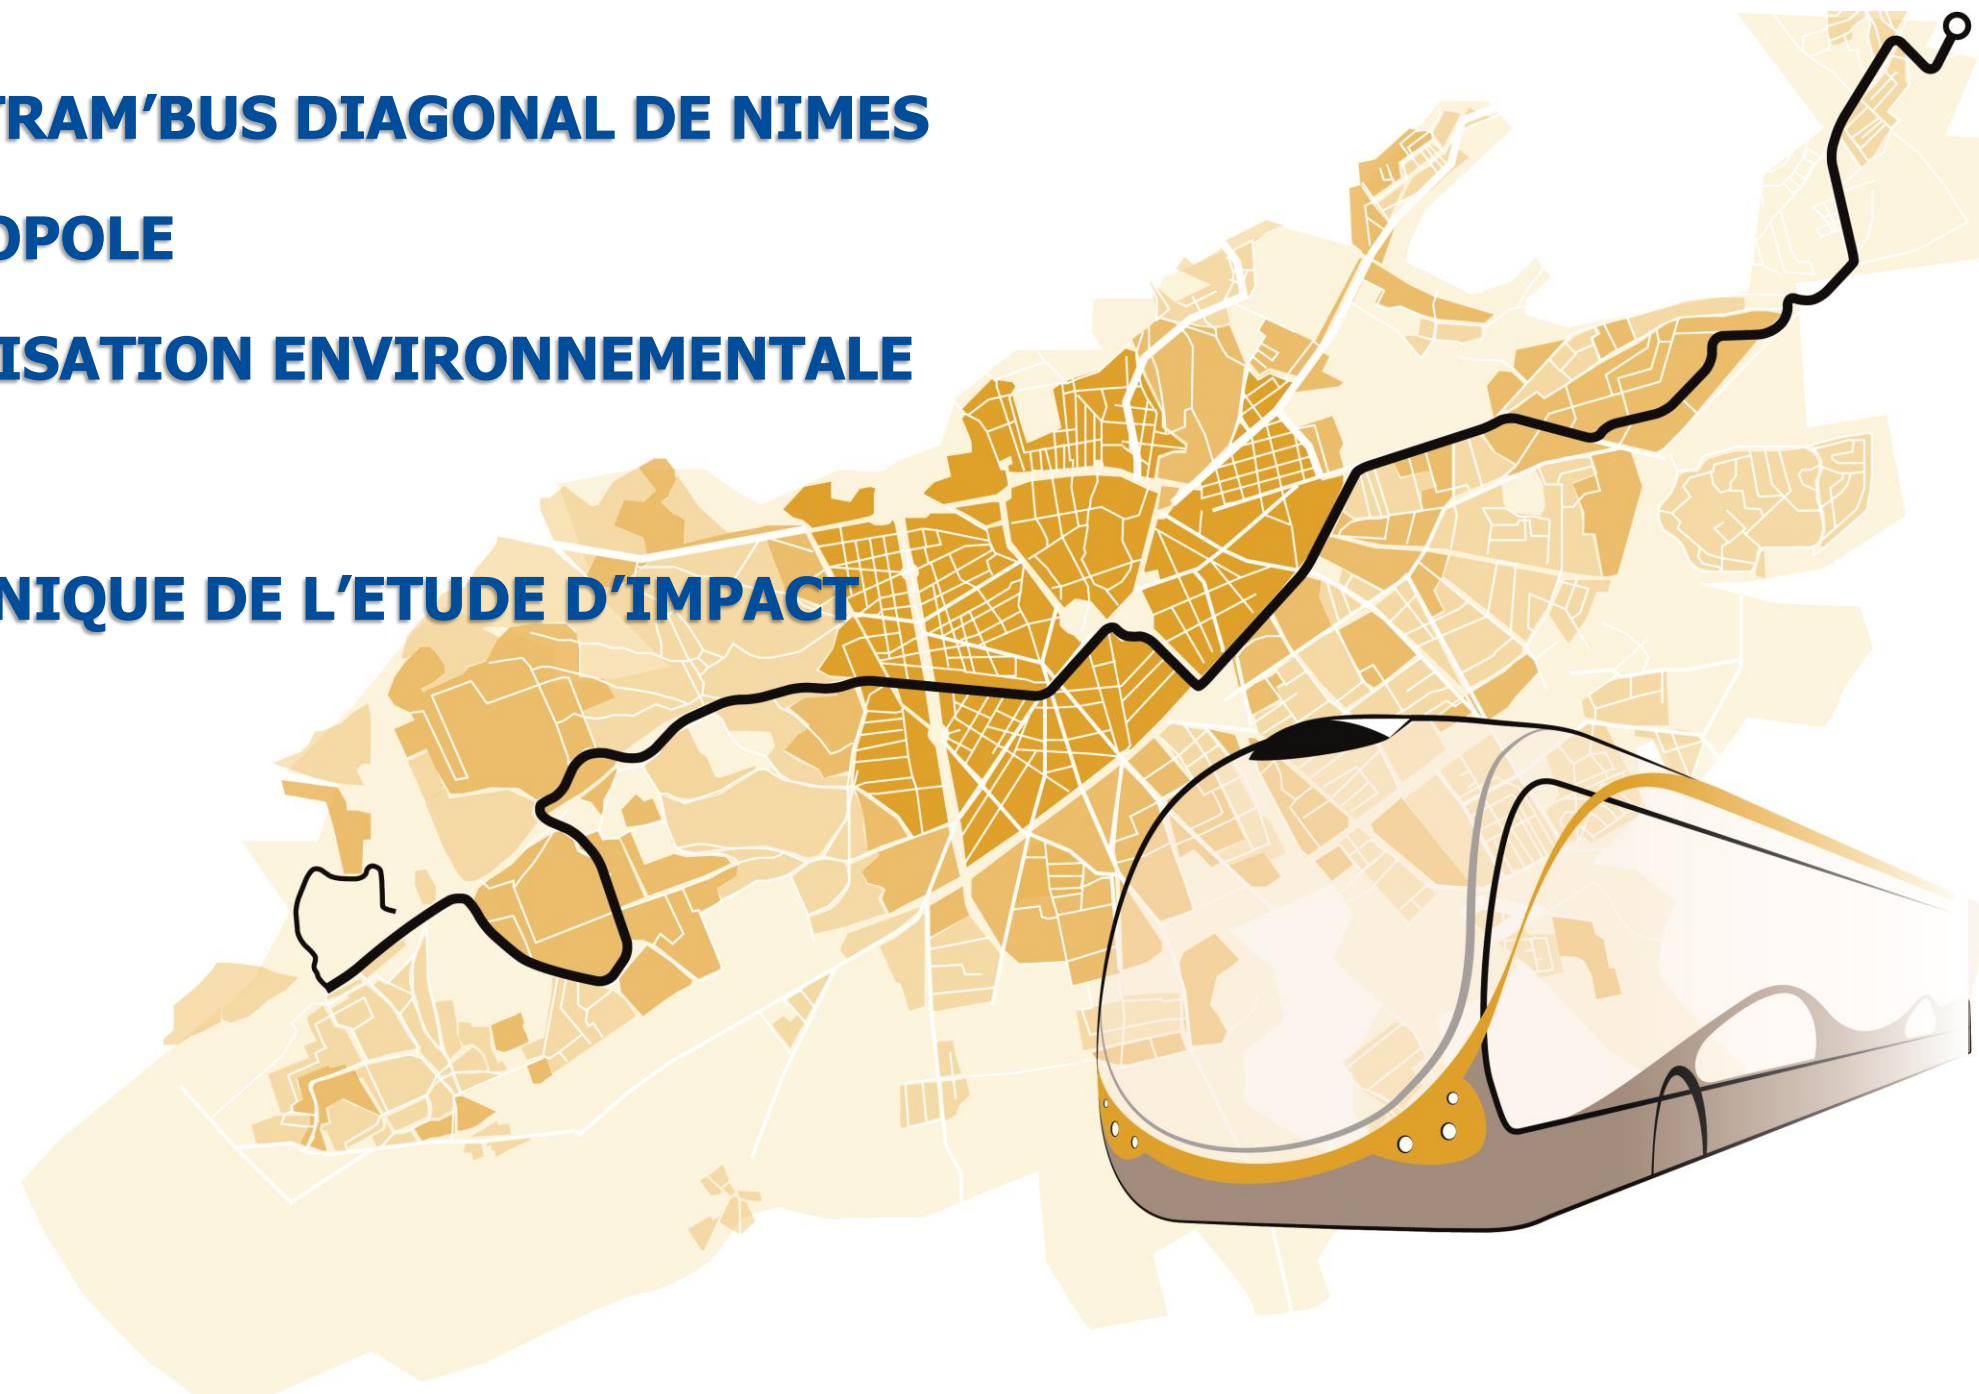 TRAM’BUS DIAGONAL DE NIMES
OPOLE
ISATION ENVIRONNEMENTALE
NIQUE DE L’ETUDE D’IMPACT